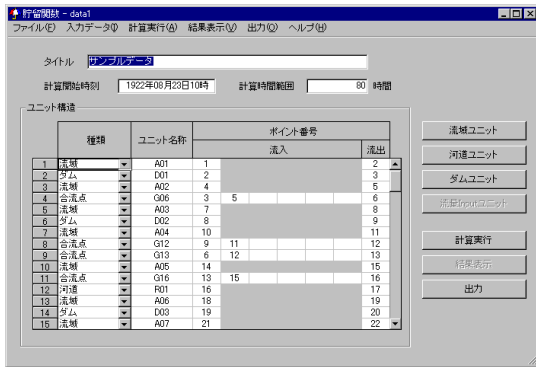 貯留関数 - data1
ファイル(F) 入力データ(I) 計算実行(A) 結果表示(V) 出力(O) ヘルプ(H)
タイトル サンプルデータ
計算開始時刻 1922年08月23日10時 計算時間範囲 80 時間
ユニット構造
種類 ユニット名称 ポイント番号
流入 流出
1 流域 A01 1 2
2 ダム D01 2 3
3 流域 A02 4 5
4 合流点 G06 3 5 6
5 流域 A03 7 8
6 ダム D02 8 9
7 流域 A04 10 11
8 合流点 G12 9 11 12
9 合流点 G13 6 12 13
10 流域 A05 14 15
11 合流点 G16 13 15 16
12 河道 R01 16 17
13 流域 A06 18 19
14 ダム D03 19 20
15 流域 A07 21 22
流域ユニット
河道ユニット
ダムユニット
流量Inputユニット
計算実行
結果表示
出力